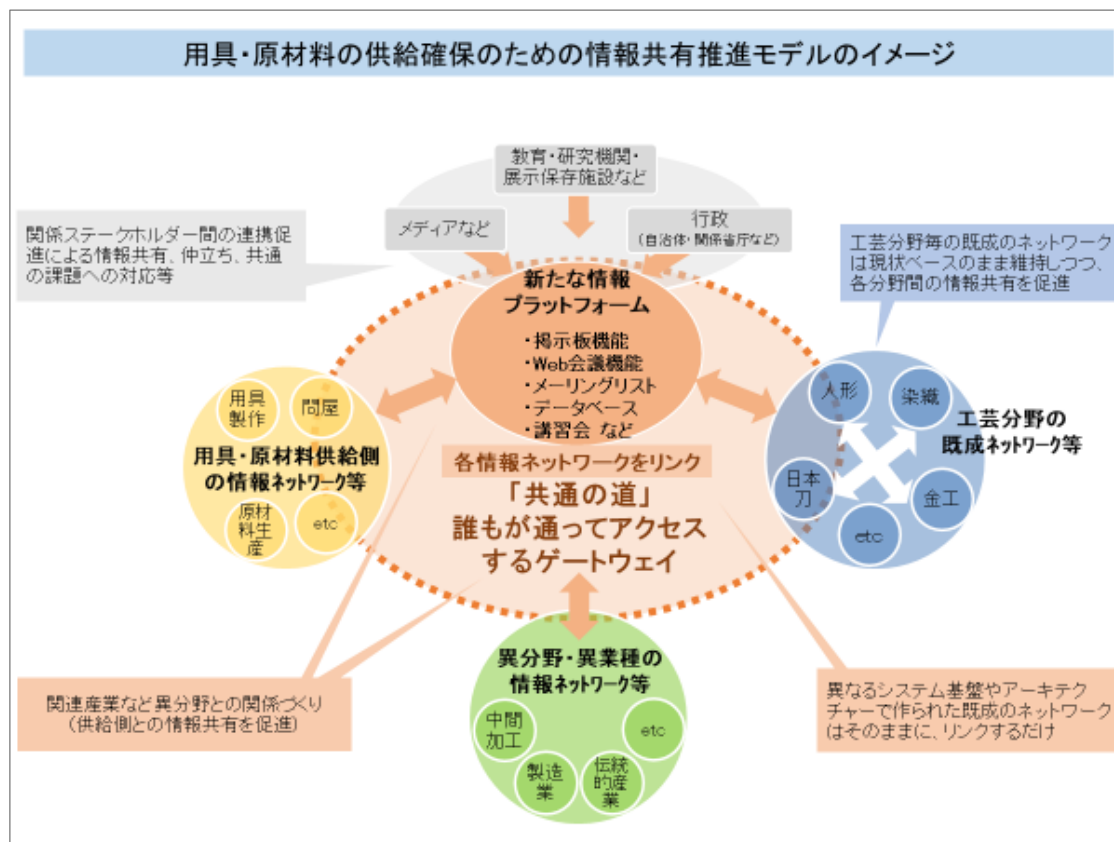 用具・原材料の供給確保のための情報共有推進モデルのイメージ
教育・研究機関・
展示保存施設など
メディアなど
行政
（自治体・関係省庁など）
関係ステークホルダー間の連携促
進による情報共有、仲立ち、共通
の課題への対応等
工芸分野毎の既成のネットワーク
は現状ベースのまま維持しつつ、
各分野間の情報共有を促進
新たな情報
プラットフォーム
・掲示板機能
・Web会議機能
・メーリングリスト
・データベース
・講習会 など
用具
製作
問屋
用具・原材料供給側
の情報ネットワーク等
原材
料生
産
etc
人形
染織
工芸分野の
既成ネットワーク等
日本
刀
金工
etc
各情報ネットワークをリンク
「共通の道」
誰もが通ってアクセス
するゲートウェイ
異分野・異業種の
情報ネットワーク等
中間
加工
etc
製造
業
伝統
的産
業
関連産業など異分野との関係づくり
（供給側との情報共有を促進）
異なるシステム基盤やアーキテク
チャーで作られた既成のネットワーク
はそのままに、リンクするだけ